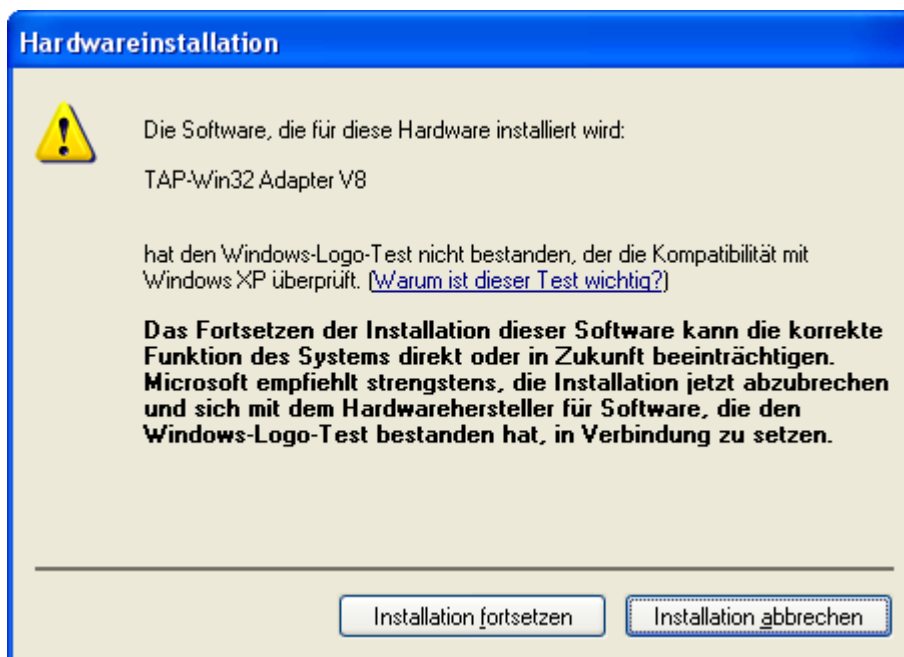 Hardwareinstallation
Die Software, die für diese Hardware installiert wird:
TAP-Win32 Adapter V8
hat den Windows-Logo-Test nicht bestanden, der die Kompatibilität mit
Windows XP überprüft. (Warum ist dieser Test wichtig?)
Das Fortsetzen der Installation dieser Software kann die korrekte
Funktion des Systems direkt oder in Zukunft beeinträchtigen.
Microsoft empfiehlt strengstens, die Installation jetzt abzubrechen
und sich mit dem Hardwarehersteller für Software, die den
Windows-Logo-Test bestanden hat, in Verbindung zu setzen.
Installation fortsetzen
Installation abbrechen